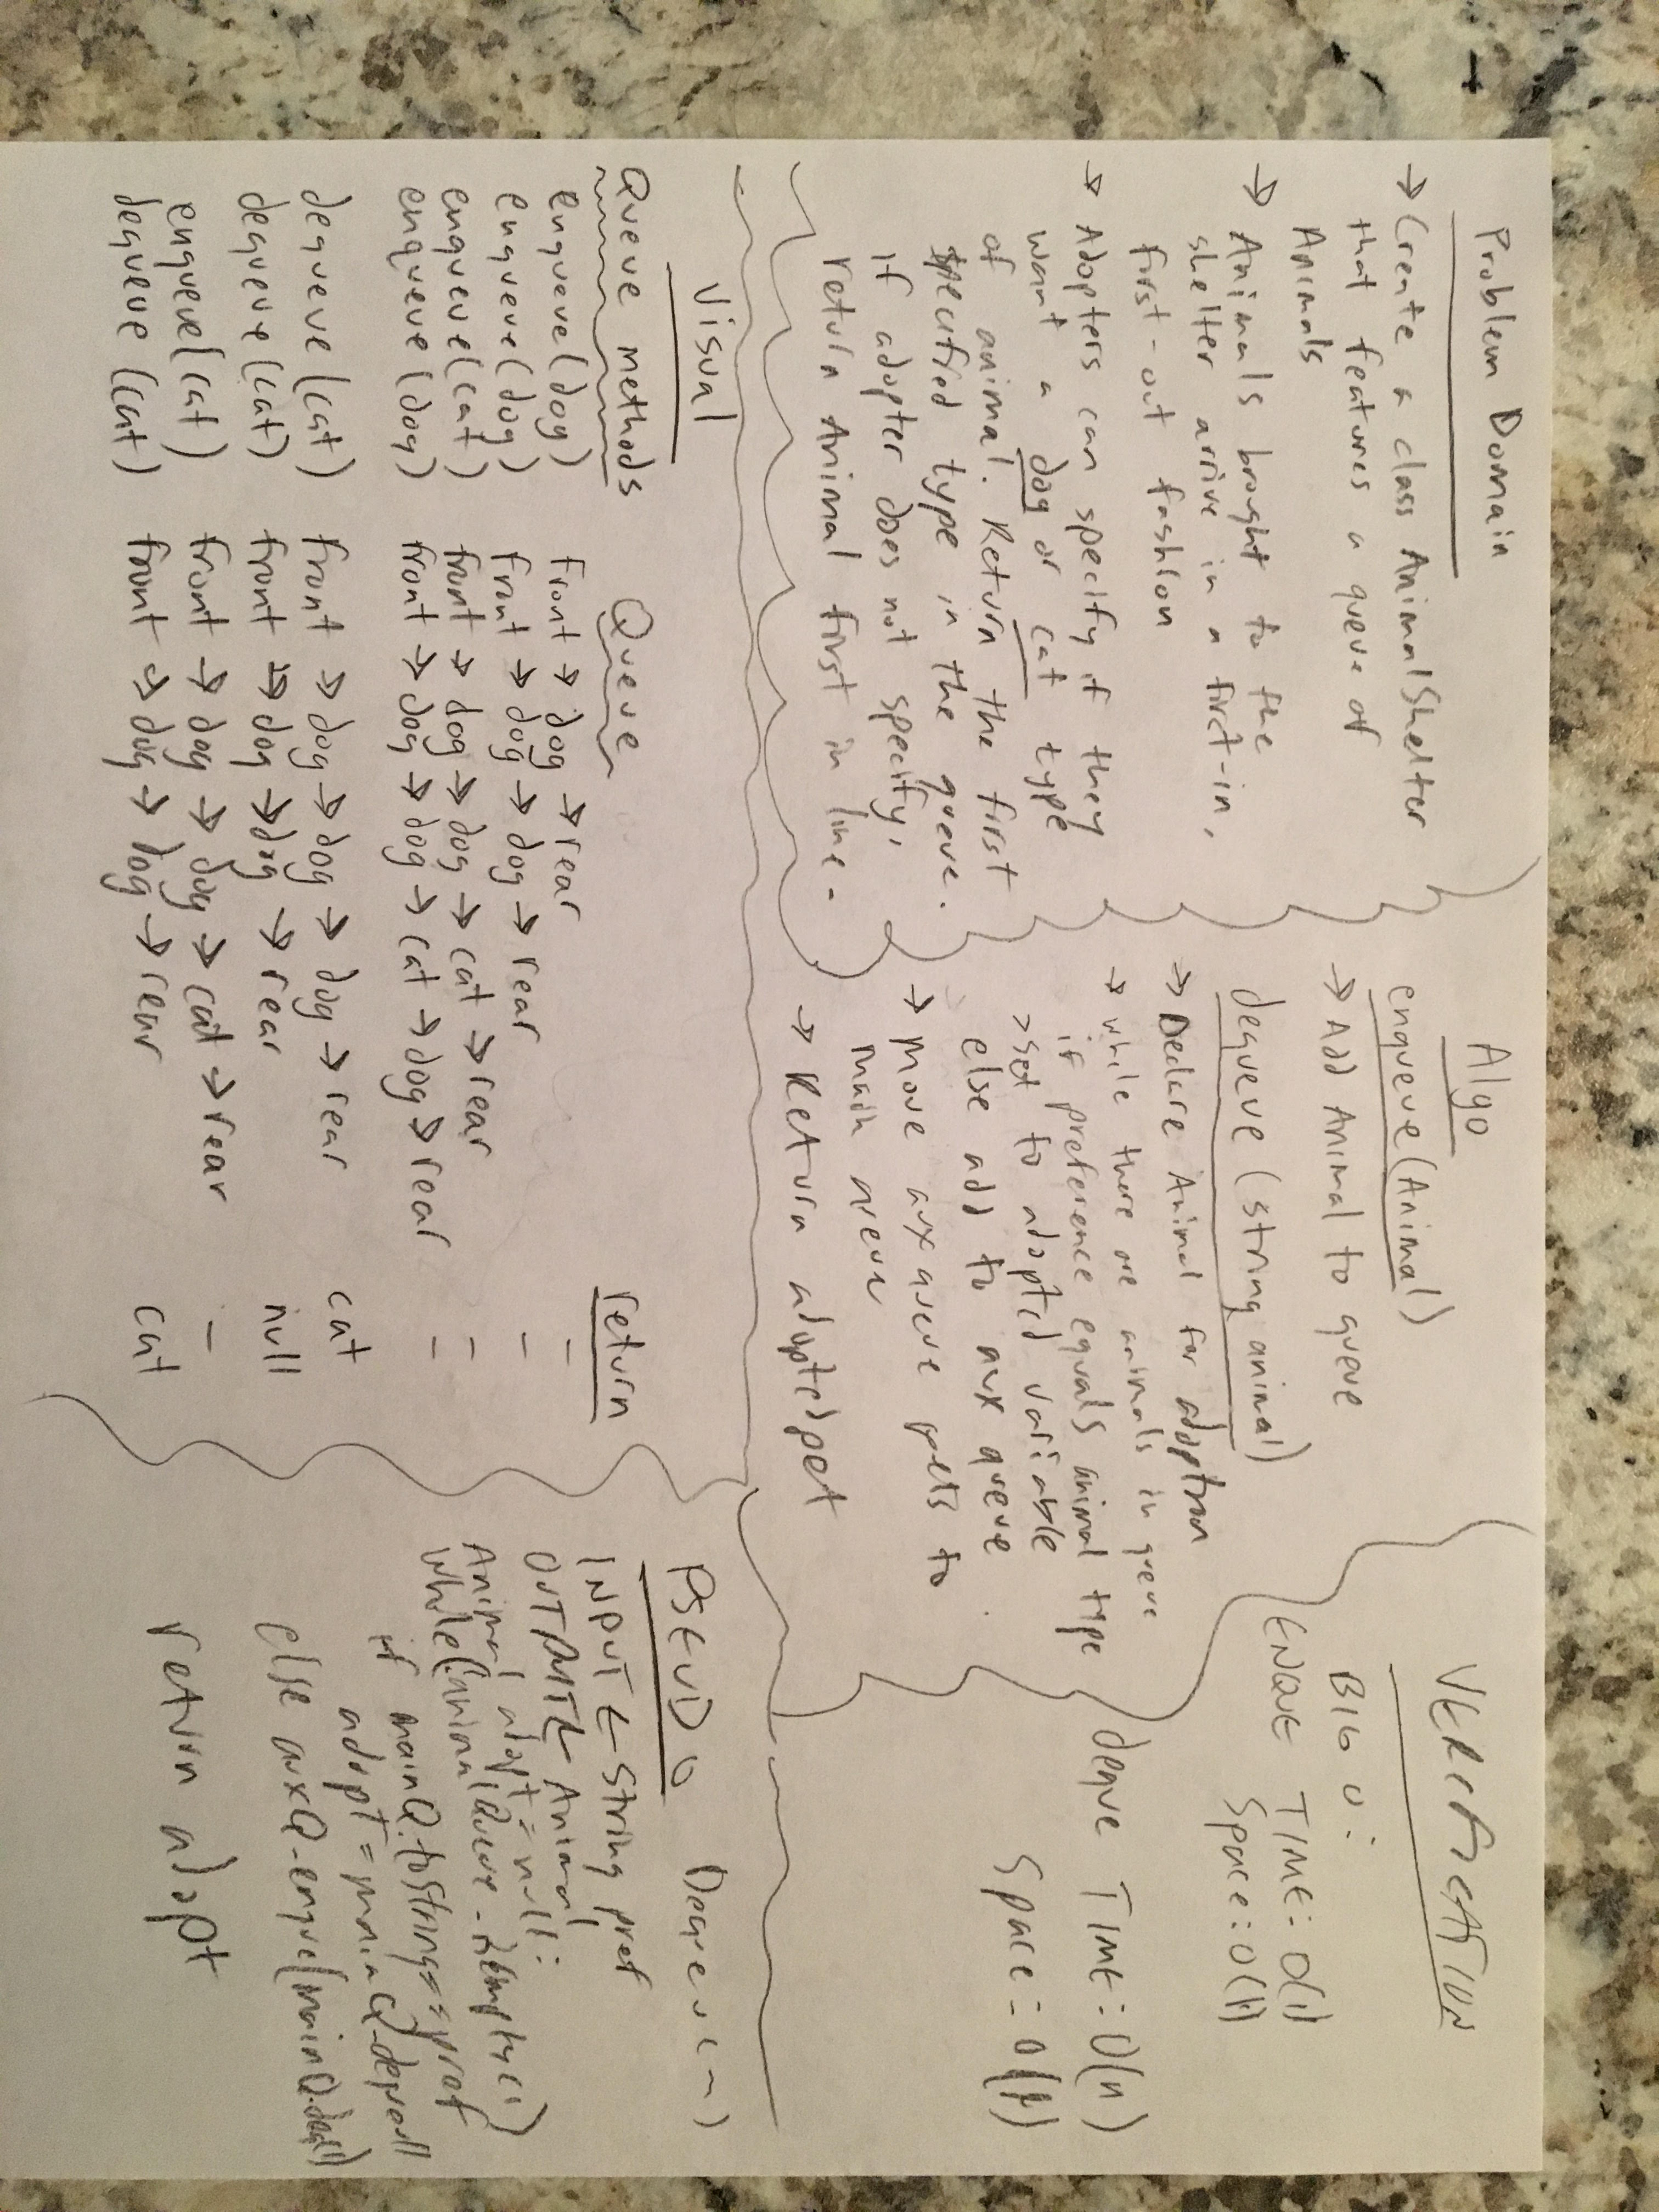 Problem Domain
→ Create a class AnimalShelter
that features a queue of
Animals
→ Animals brought to the
shelter arrive in a first-in,
first-out fashion
→ Adopters can specify if they
want a dog or cat type
of animal. Return the first
specified type in the queue.
if adopter does not specify,
return Animal first in line.
Algo
enqueue(Animal)
→ Add Animal to queue
dequeue(string animal)
→ Declare Animal for adoption
→ while there are animals in queue
if preference equals animal type
>set to adopted variable
else add to aux queue
→ Move aux queue pets to
main queue
→ Return adopted pet
VERIFICATION
BIG O:
ENQUE TIME: O(1)
Space: O(1)
deque TIME: O(n)
Space: O(1)
Visual
Queue methods Queue return
enqueue(dog) front → dog → rear -
enqueue(dog) front → dog → dog → rear -
enqueue(cat) front → dog → dog → cat → rear -
enqueue(dog) front → dog → dog → cat → dog → rear -
dequeue(cat) front → dog → dog → dog → rear cat
dequeue(cat) front → dog → dog → rear null
enqueue(cat) front → dog → dog → cat → rear -
dequeue(cat) front → dog → dog → rear cat
PSEUDO Dequeue()
INPUT ← string pref
Animal
Animal adopt = null;
while(animalQueue.isEmpty())
if mainQ.toString == pref
adopt = mainQ.deque()
else auxQ.enque(mainQ.deq())
return adopt